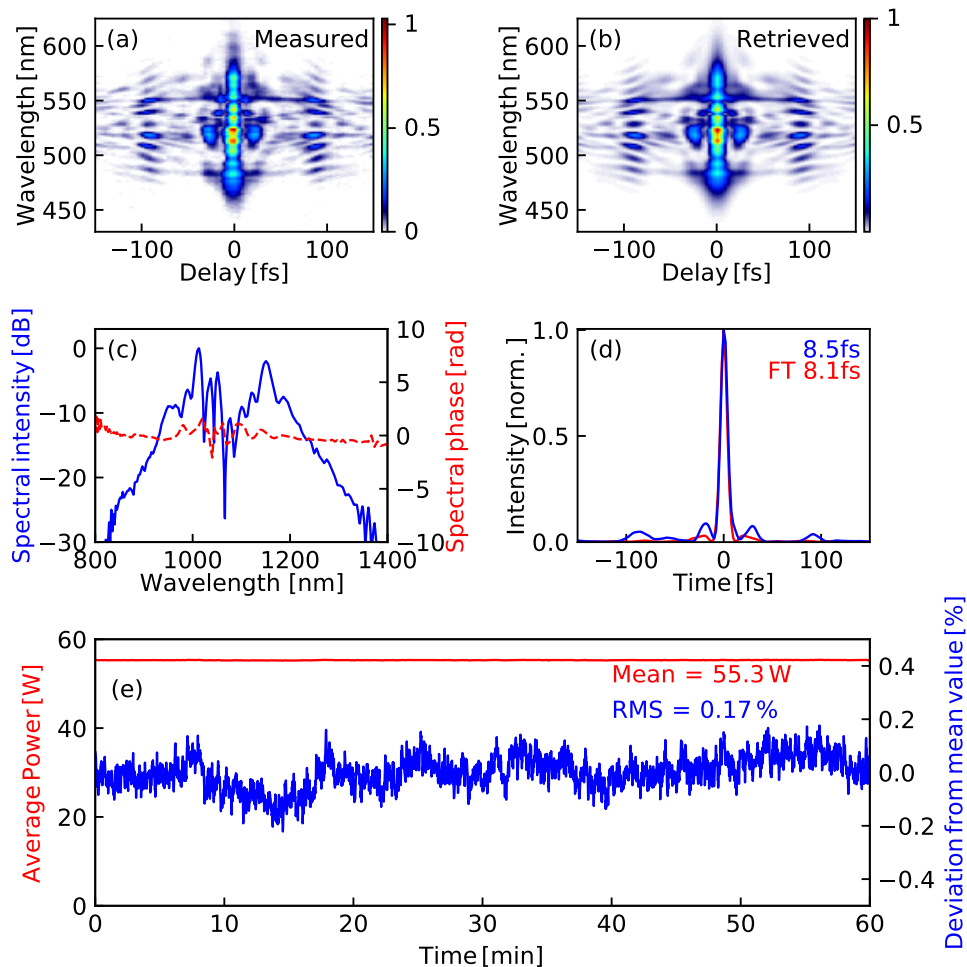 (a) Measured
Wavelength [nm]
600
550
500
450
−100 0 100
Delay [fs]
1
0.5
0
(b) Retrieved
Wavelength [nm]
600
550
500
450
−100 0 100
Delay [fs]
1
0.5
(c)
Spectral intensity [dB]
0
−10
−20
−30
800 1000 1200 1400
Wavelength [nm]
10
5
0
−5
−10
Spectral phase [rad]
(d)
8.5fs
FT 8.1fs
Intensity [norm.]
1.0
0.5
0.0
−100 0 100
Time [fs]
(e)
Mean = 55.3 W
RMS = 0.17 %
Average Power [W]
60
40
20
0
0 10 20 30 40 50 60
Time [min]
0.4
0.2
0.0
−0.2
−0.4
Deviation from mean value [%]